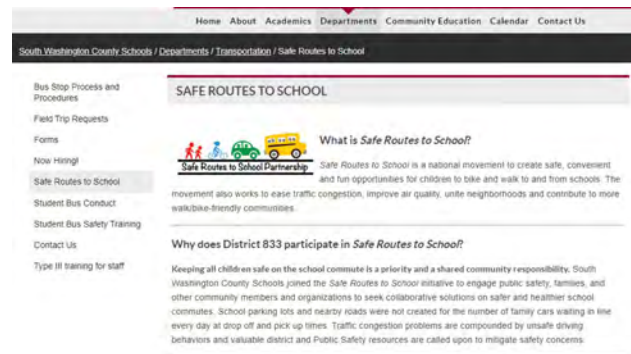 Home About Academics Departments Community Education Calendar Contact Us
South Washington County Schools / Departments / Transportation / Safe Routes to School
Bus Stop Process and
Procedures
Field Trip Requests
Forms
Now Hiring!
Safe Routes to School
Student Bus Conduct
Student Bus Safety Training
Contact Us
Type III training for staff
SAFE ROUTES TO SCHOOL
Safe Routes to School Partnership
What is Safe Routes to School?
Safe Routes to School is a national movement to create safe, convenient
and fun opportunities for children to bike and walk to and from schools. The
movement also works to ease traffic congestion, improve air quality, unite neighborhoods and contribute to more
walk/bike-friendly communities.
Why does District 833 participate in Safe Routes to School?
Keeping all children safe on the school commute is a priority and a shared community responsibility. South
Washington County Schools joined the Safe Routes to School initiative to engage public safety, families, and
other community members and organizations to seek collaborative solutions on safer and healthier school
commutes. School parking lots and nearby roads were not created for the number of family cars waiting in line
every day at drop off and pick up times. Traffic congestion problems are compounded by unsafe driving
behaviors and valuable district and Public Safety resources are called upon to mitigate safety concerns.